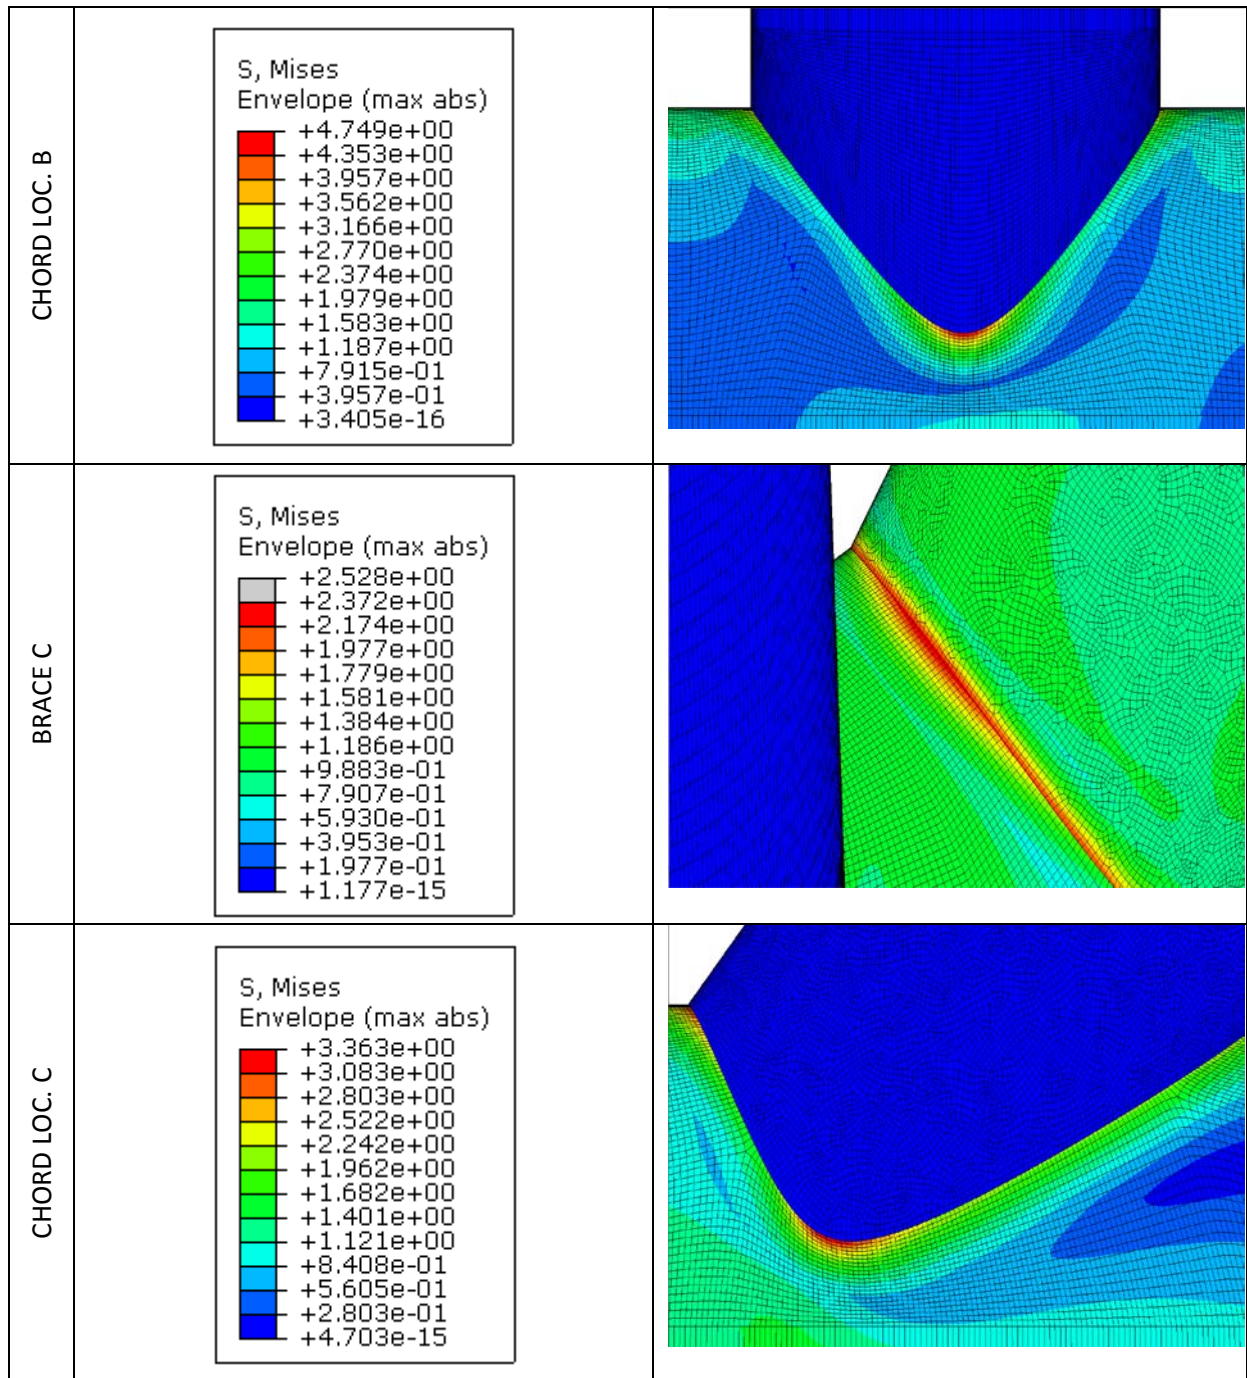 CHORD LOC. B
S, Mises
Envelope (max abs)
+4.749e+00
+4.353e+00
+3.957e+00
+3.562e+00
+3.166e+00
+2.770e+00
+2.374e+00
+1.979e+00
+1.583e+00
+1.187e+00
+7.915e-01
+3.957e-01
+3.405e-16
BRACE C
S, Mises
Envelope (max abs)
+2.528e+00
+2.372e+00
+2.174e+00
+1.977e+00
+1.779e+00
+1.581e+00
+1.384e+00
+1.186e+00
+9.883e-01
+7.907e-01
+5.930e-01
+3.953e-01
+1.977e-01
+1.177e-15
CHORD LOC. C
S, Mises
Envelope (max abs)
+3.363e+00
+3.083e+00
+2.803e+00
+2.522e+00
+2.242e+00
+1.962e+00
+1.682e+00
+1.401e+00
+1.121e+00
+8.408e-01
+5.605e-01
+2.803e-01
+4.703e-15